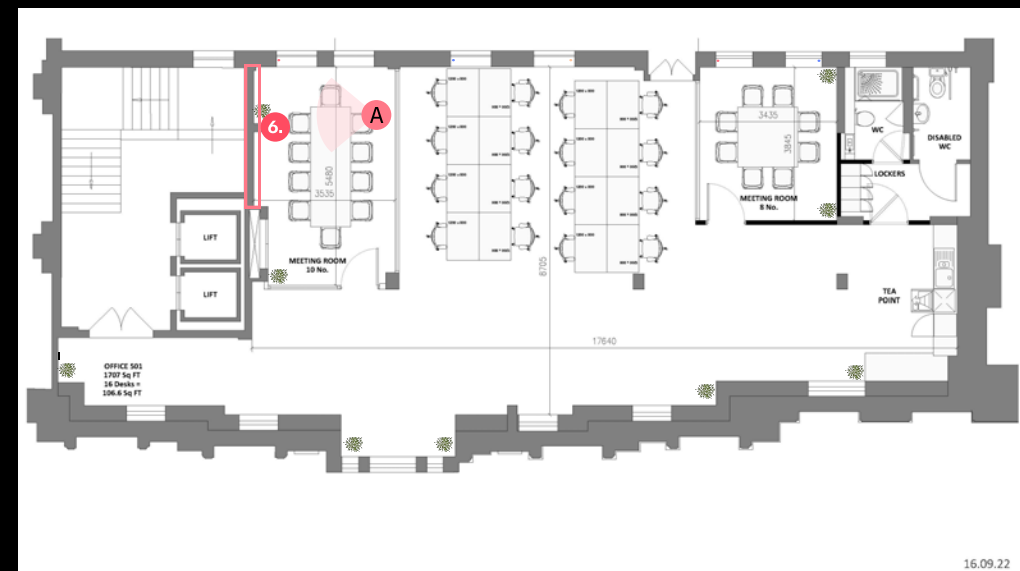 A
6.
3435
3845
5480
3535
WC
DISABLED
WC
LOCKERS
MEETING ROOM
8 No.
MEETING ROOM
10 No.
LIFT
LIFT
6705
TEA
POINT
17640
OFFICE 501
1707 Sq FT
16 Desks =
106.6 Sq FT
16.09.22